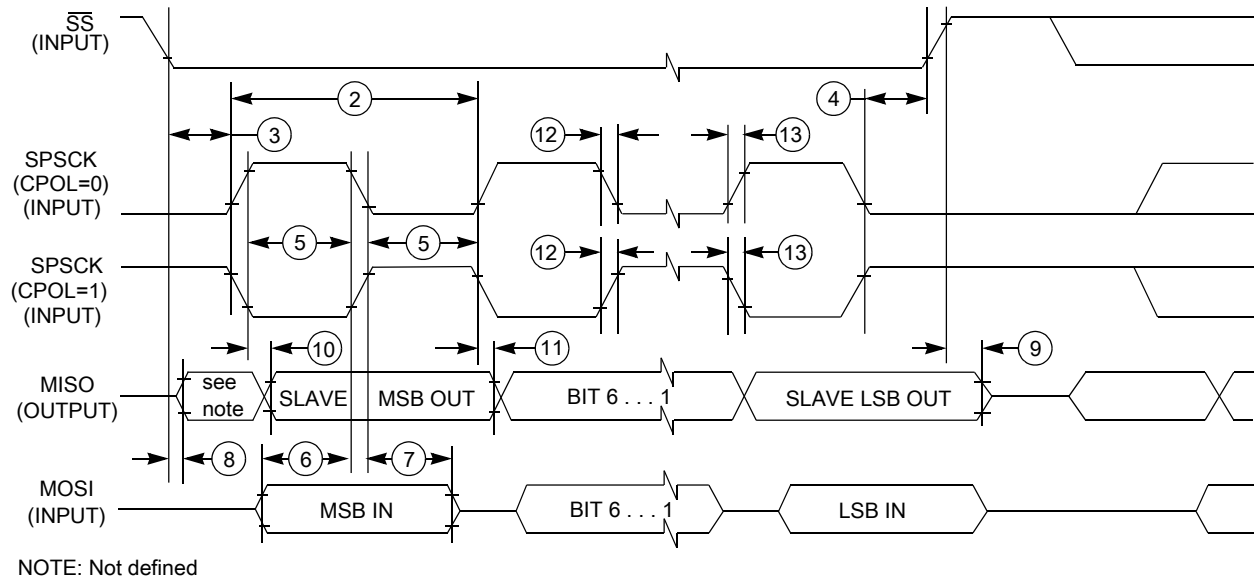 SS
(INPUT)
2
4
3
12
13
SPSCK
(CPOL=0)
(INPUT)
5
5
12
13
SPSCK
(CPOL=1)
(INPUT)
10
11
9
MISO
(OUTPUT)
see
note
SLAVE
MSB OUT
BIT 6 . . . 1
SLAVE LSB OUT
8
6
7
MOSI
(INPUT)
MSB IN
BIT 6 . . . 1
LSB IN
NOTE: Not defined